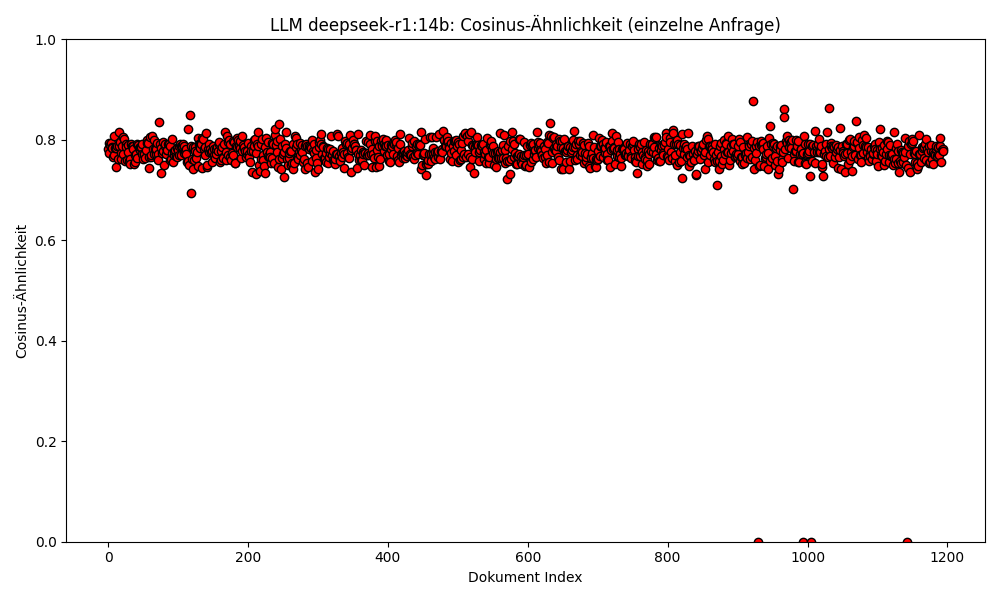 LLM deepseek-r1:14b: Cosinus-Ähnlichkeit (einzelne Anfrage)
1.0
0.8
0.6
0.4
0.2
0.0
Cosinus-Ähnlichkeit
0 200 400 600 800 1000 1200
Dokument Index